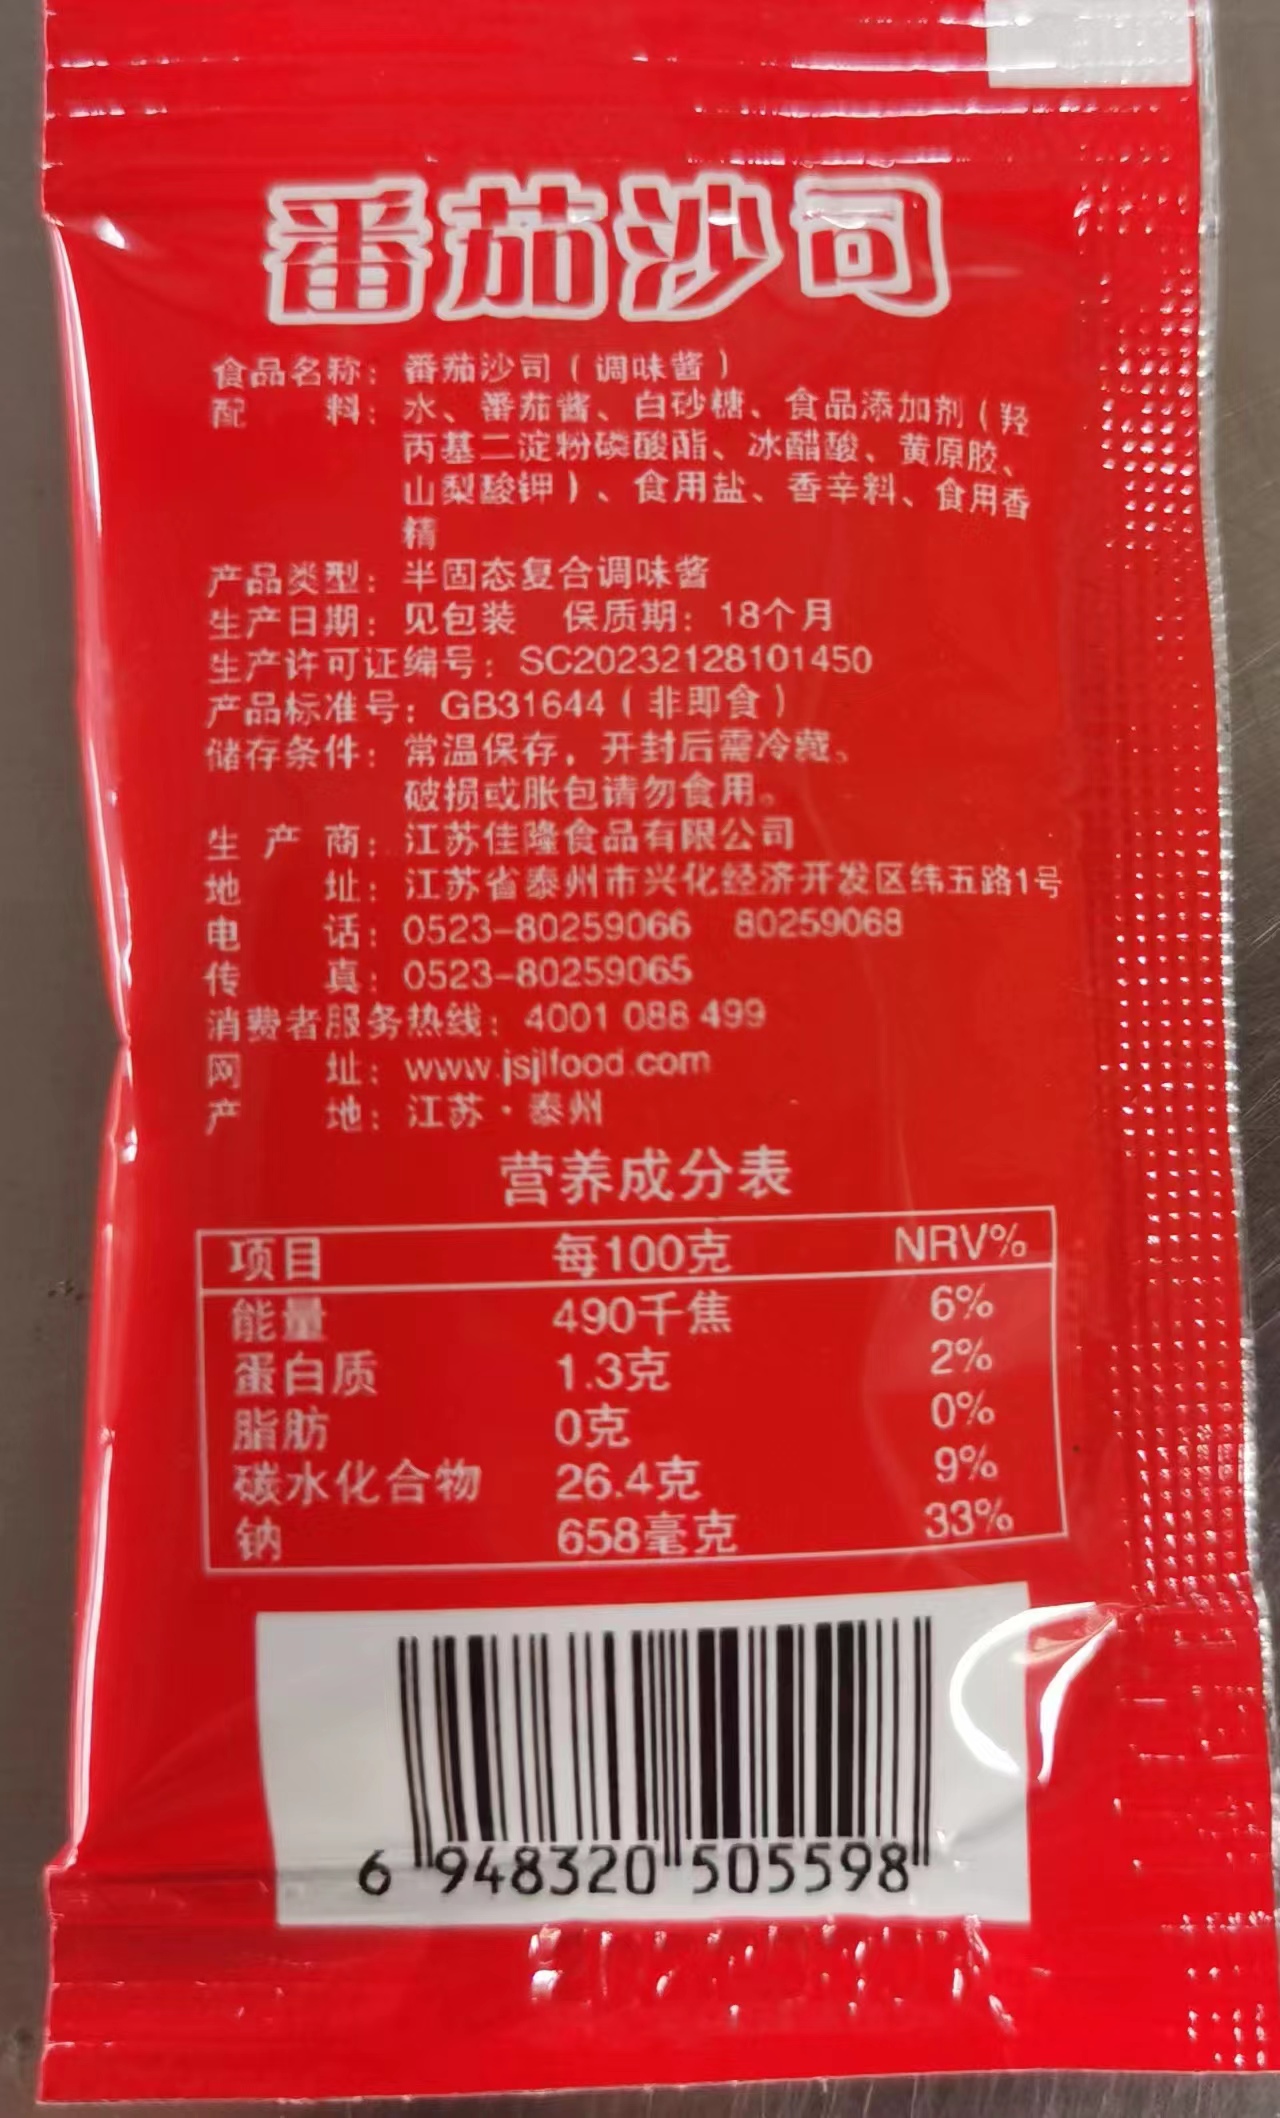 番茄沙司
食品名称：番茄沙司（调味酱）
配料：水、番茄酱、白砂糖、食品添加剂（羟
丙基二淀粉磷酸酯、冰醋酸、黄原胶、
山梨酸钾）、食用盐、香辛料、食用香
精
产品类型：半固态复合调味酱
生产日期：见包装 保质期：18个月
生产许可证编号：SC20232128101450
产品标准号：GB31644（非即食）
储存条件：常温保存，开封后需冷藏。
破损或胀包请勿食用。
生产商：江苏佳隆食品有限公司
地址：江苏省泰州市兴化经济开发区纬五路1号
电话：0523-80259066 80259068
传真：0523-80259065
消费者服务热线：4001 088 499
网址：www.jsjlfood.com
产地：江苏·泰州
营养成分表
项目 每100克 NRV%
能量 490千焦 6%
蛋白质 1.3克 2%
脂肪 0克 0%
碳水化合物 26.4克 9%
钠 658毫克 33%
6 948320 505598